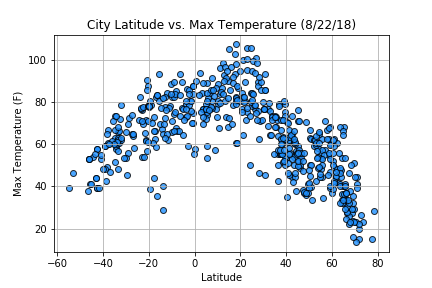 City Latitude vs. Max Temperature (8/22/18)
Max Temperature (F)
100
80
60
40
20
−60 −40 −20 0 20 40 60 80
Latitude